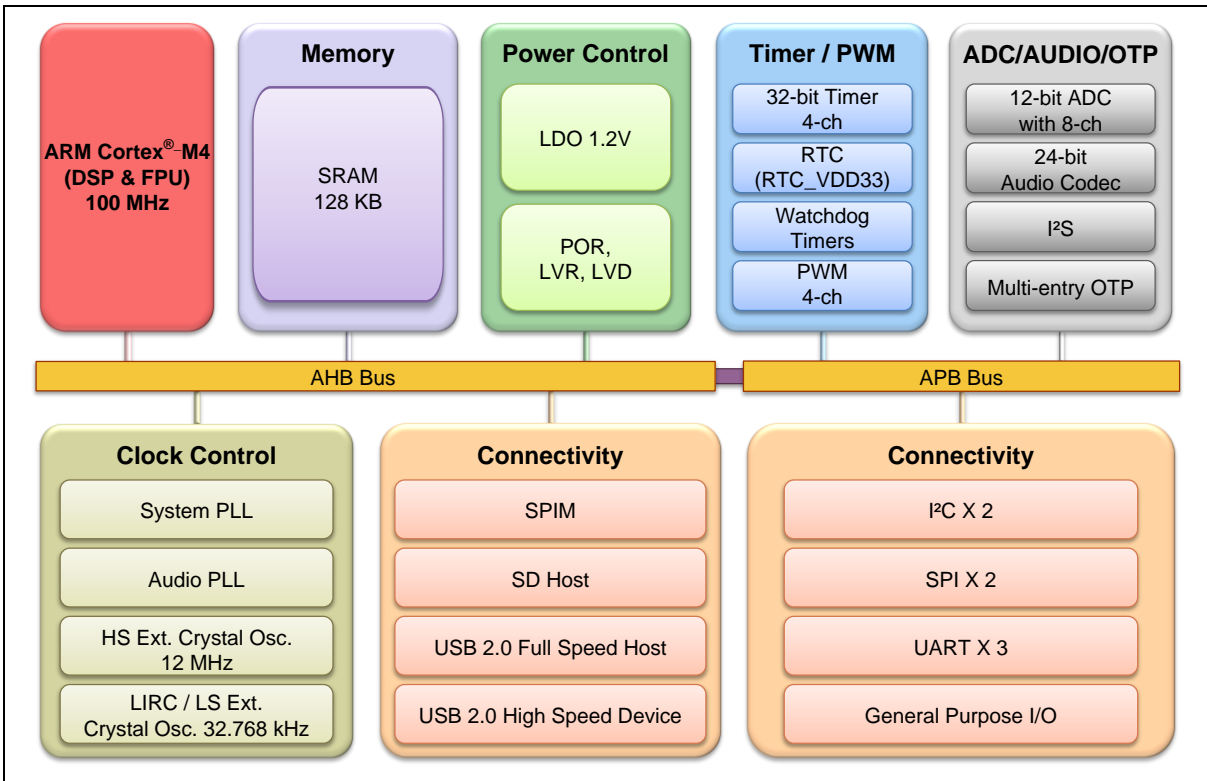 ARM Cortex®-M4
(DSP & FPU)
100 MHz
Memory
SRAM
128 KB
Power Control
LDO 1.2V
POR,
LVR, LVD
Timer / PWM
32-bit Timer
4-ch
RTC
(RTC_VDD33)
Watchdog
Timers
PWM
4-ch
ADC/AUDIO/OTP
12-bit ADC
with 8-ch
24-bit
Audio Codec
I²S
Multi-entry OTP
AHB Bus
APB Bus
Clock Control
System PLL
Audio PLL
HS Ext. Crystal Osc.
12 MHz
LIRC / LS Ext.
Crystal Osc. 32.768 kHz
Connectivity
SPIM
SD Host
USB 2.0 Full Speed Host
USB 2.0 High Speed Device
Connectivity
I²C X 2
SPI X 2
UART X 3
General Purpose I/O